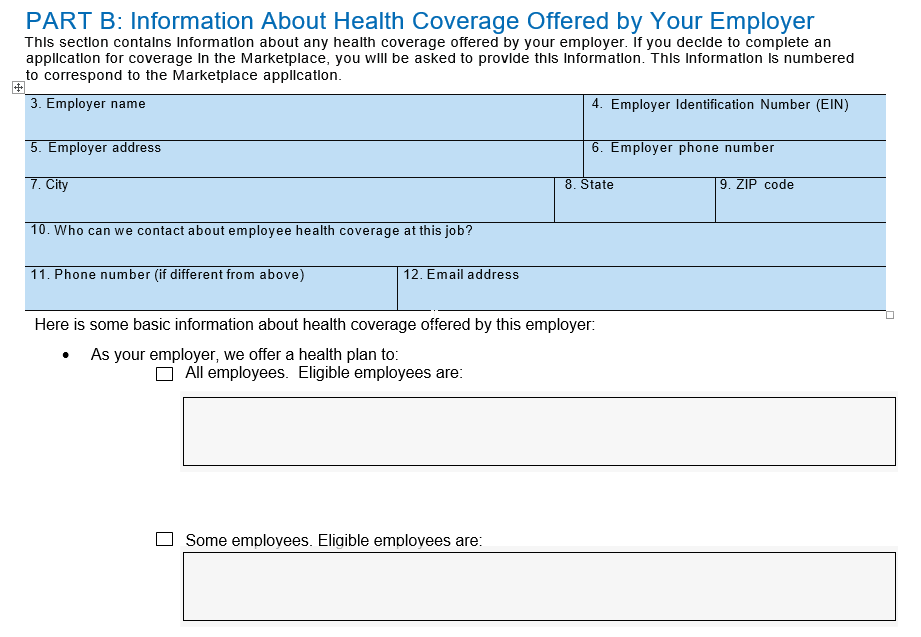 PART B: Information About Health Coverage Offered by Your Employer
This section contains information about any health coverage offered by your employer. If you decide to complete an
application for coverage in the Marketplace, you will be asked to provide this information. This information is numbered
to correspond to the Marketplace application.
3. Employer name
4. Employer Identification Number (EIN)
5. Employer address
6. Employer phone number
7. City
8. State
9. ZIP code
10. Who can we contact about employee health coverage at this job?
11. Phone number (if different from above)
12. Email address
Here is some basic information about health coverage offered by this employer:
• As your employer, we offer a health plan to:
All employees. Eligible employees are:
Some employees. Eligible employees are: